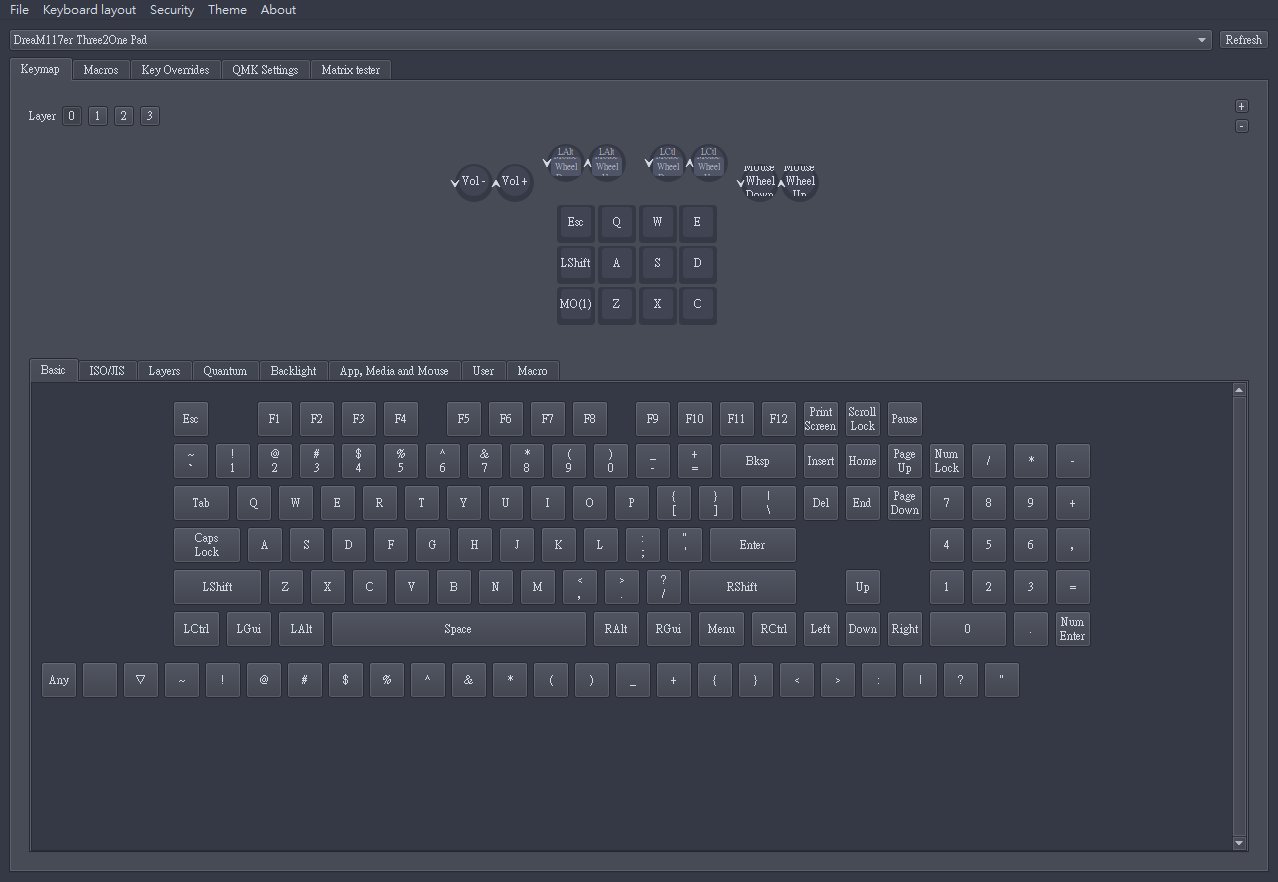 File Keyboard layout Security Theme About
DreaM117er Three2One Pad Refresh
Keymap Macros Key Overrides QMK Settings Matrix tester
Layer 0 1 2 3 + -
LAlt LAlt LCtl LCtl
Wheel Wheel Wheel Wheel
Vol - Vol + Mouse Wheel Down Mouse Wheel Up
Esc Q W E
LShift A S D
MO(1) Z X C
Basic ISO/JIS Layers Quantum Backlight App, Media and Mouse User Macro
Esc F1 F2 F3 F4 F5 F6 F7 F8 F9 F10 F11 F12 Print Screen Scroll Lock Pause
~ ` ! 1 @ 2 # 3 $ 4 % 5 ^ 6 & 7 * 8 ( 9 ) 0 _ - + = Bksp Insert Home Page Up Num Lock / * -
Tab Q W E R T Y U I O P { [ } ] | \ Del End Page Down 7 8 9 +
Caps Lock A S D F G H J K L : ; " ' Enter 4 5 6 ,
LShift Z X C V B N M < , > . ? / RShift Up 1 2 3 =
LCtrl LGui LAlt Space RAlt RGui Menu RCtrl Left Down Right 0 . Num Enter
Any ▽ ~ ! @ # $ % ^ & * ( ) _ + { } < > : | ? "